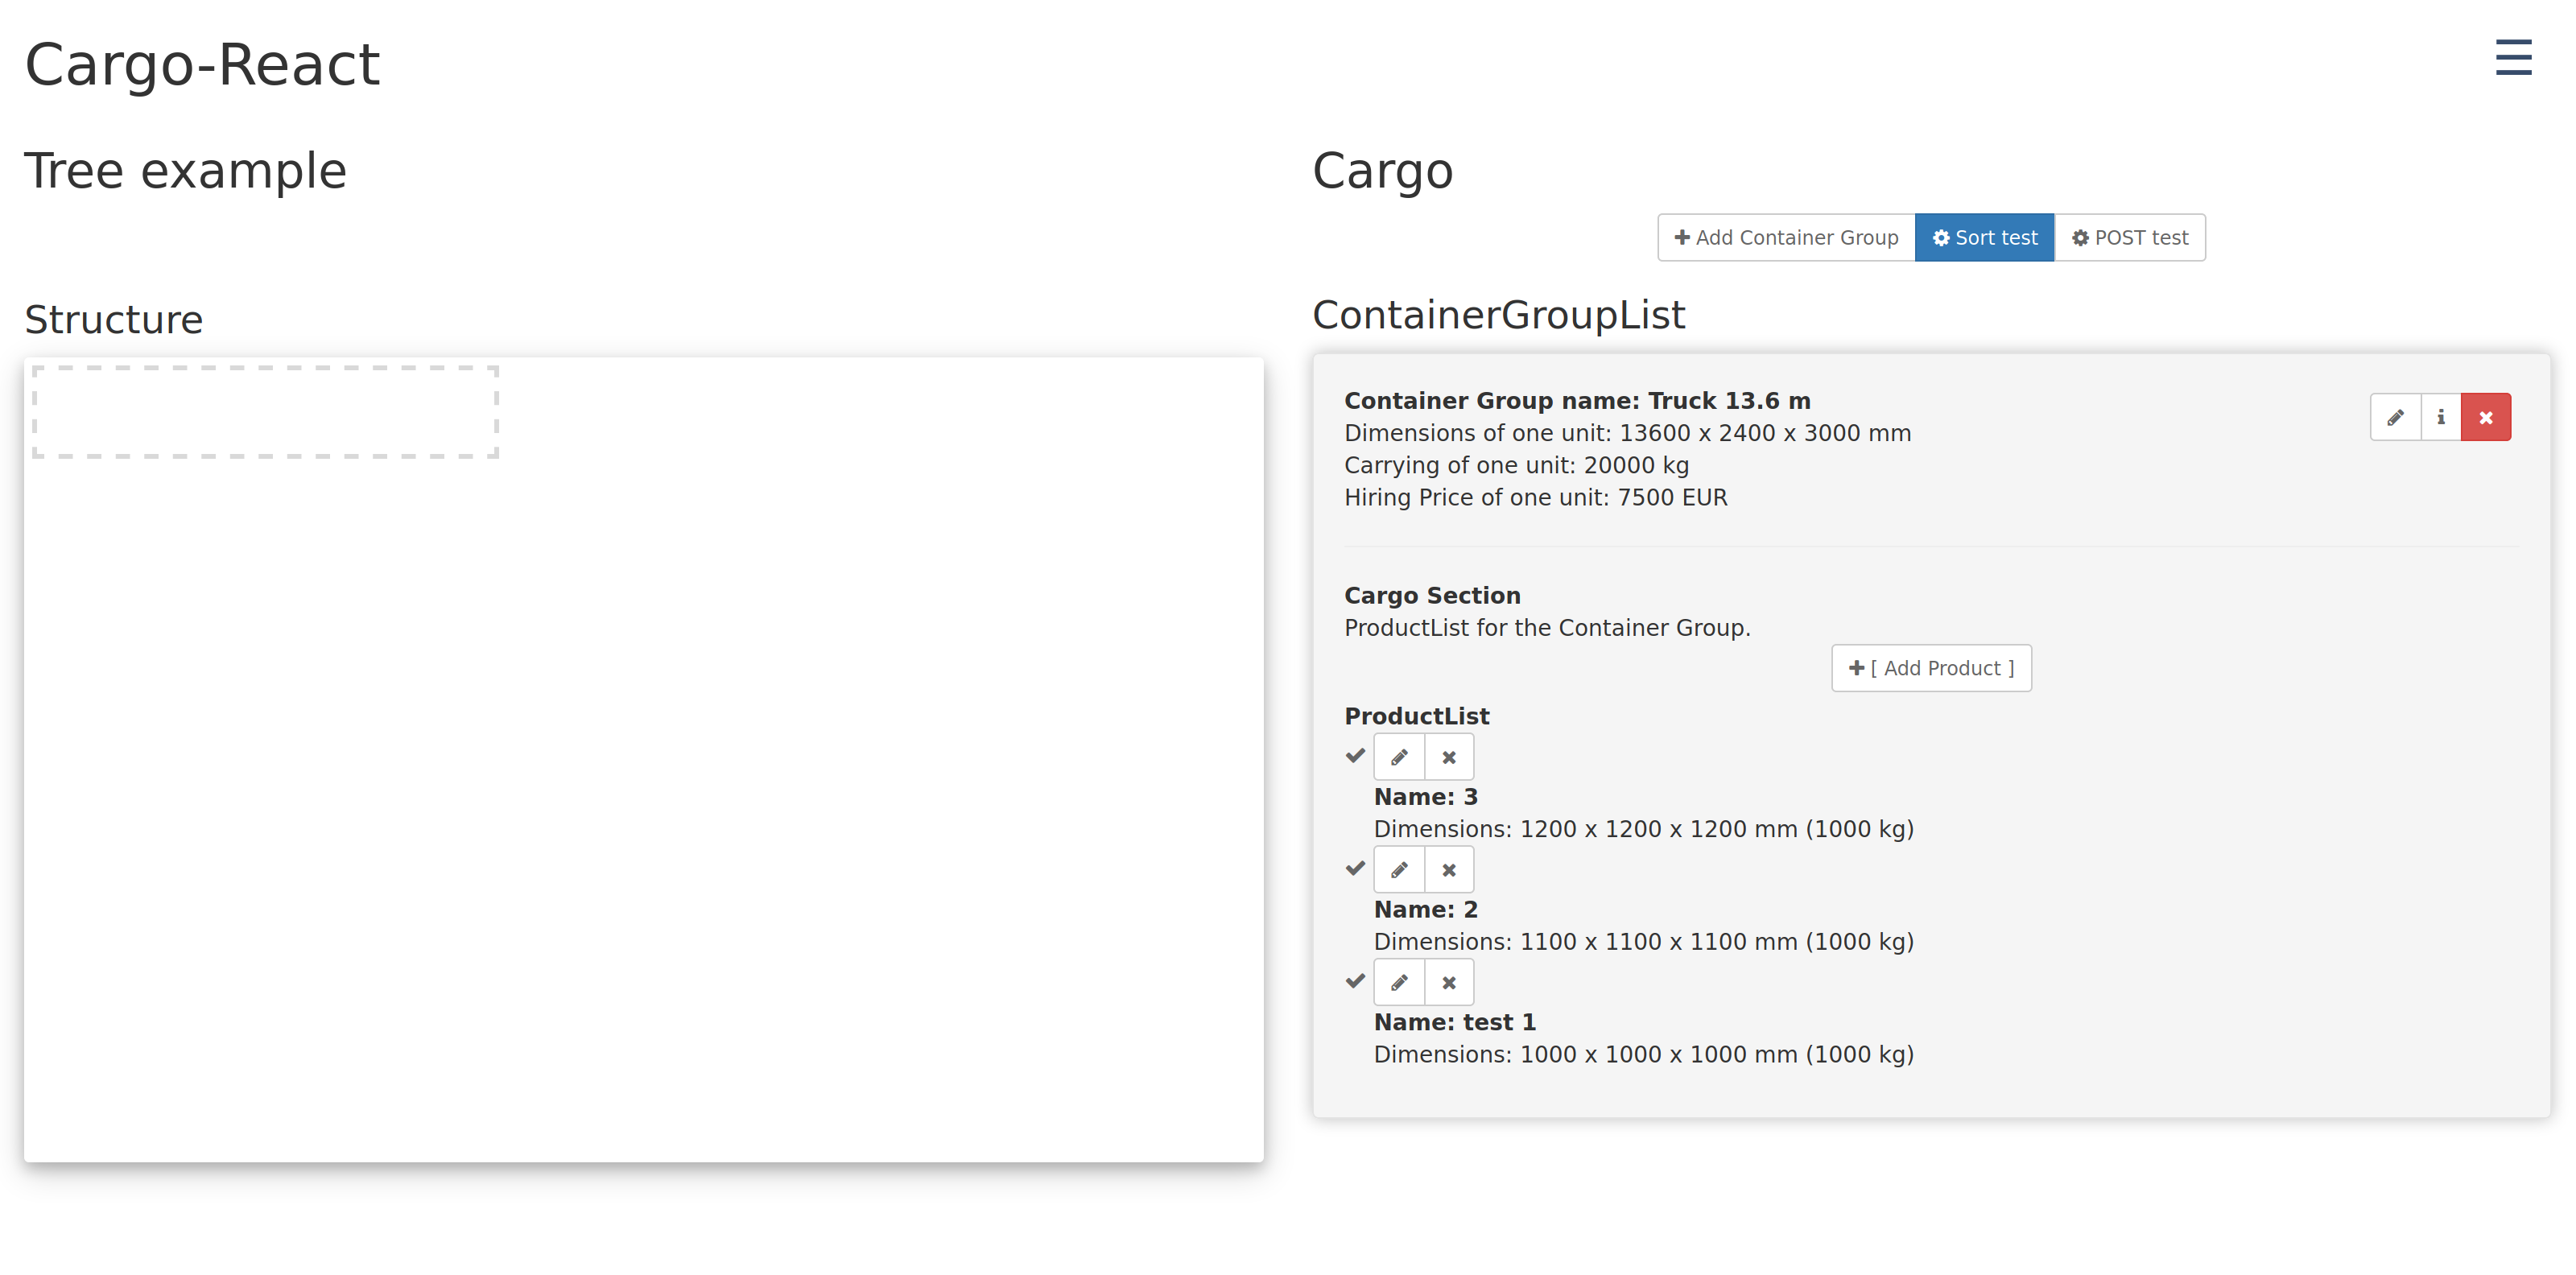 Cargo-React
Tree example
Structure
Cargo
Add Container Group
Sort test
POST test
ContainerGroupList
Container Group name: Truck 13.6 m
Dimensions of one unit: 13600 x 2400 x 3000 mm
Carrying of one unit: 20000 kg
Hiring Price of one unit: 7500 EUR
Cargo Section
ProductList for the Container Group.
[ Add Product ]
ProductList
Name: 3
Dimensions: 1200 x 1200 x 1200 mm (1000 kg)
Name: 2
Dimensions: 1100 x 1100 x 1100 mm (1000 kg)
Name: test 1
Dimensions: 1000 x 1000 x 1000 mm (1000 kg)